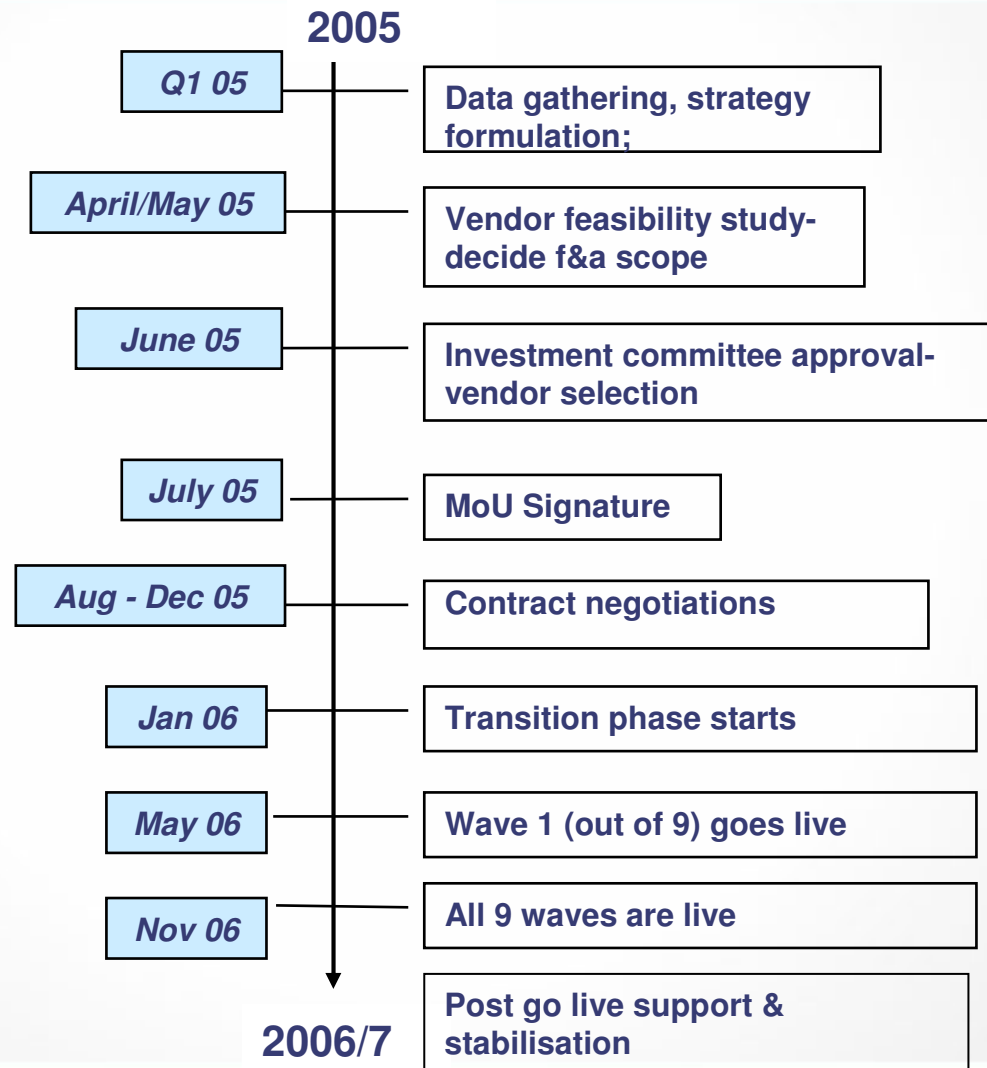 2005
Q1 05
Data gathering, strategy
formulation;
April/May 05
Vendor feasibility study-
decide f&a scope
June 05
Investment committee approval-
vendor selection
July 05
MoU Signature
Aug - Dec 05
Contract negotiations
Jan 06
Transition phase starts
May 06
Wave 1 (out of 9) goes live
Nov 06
All 9 waves are live
2006/7
Post go live support &
stabilisation